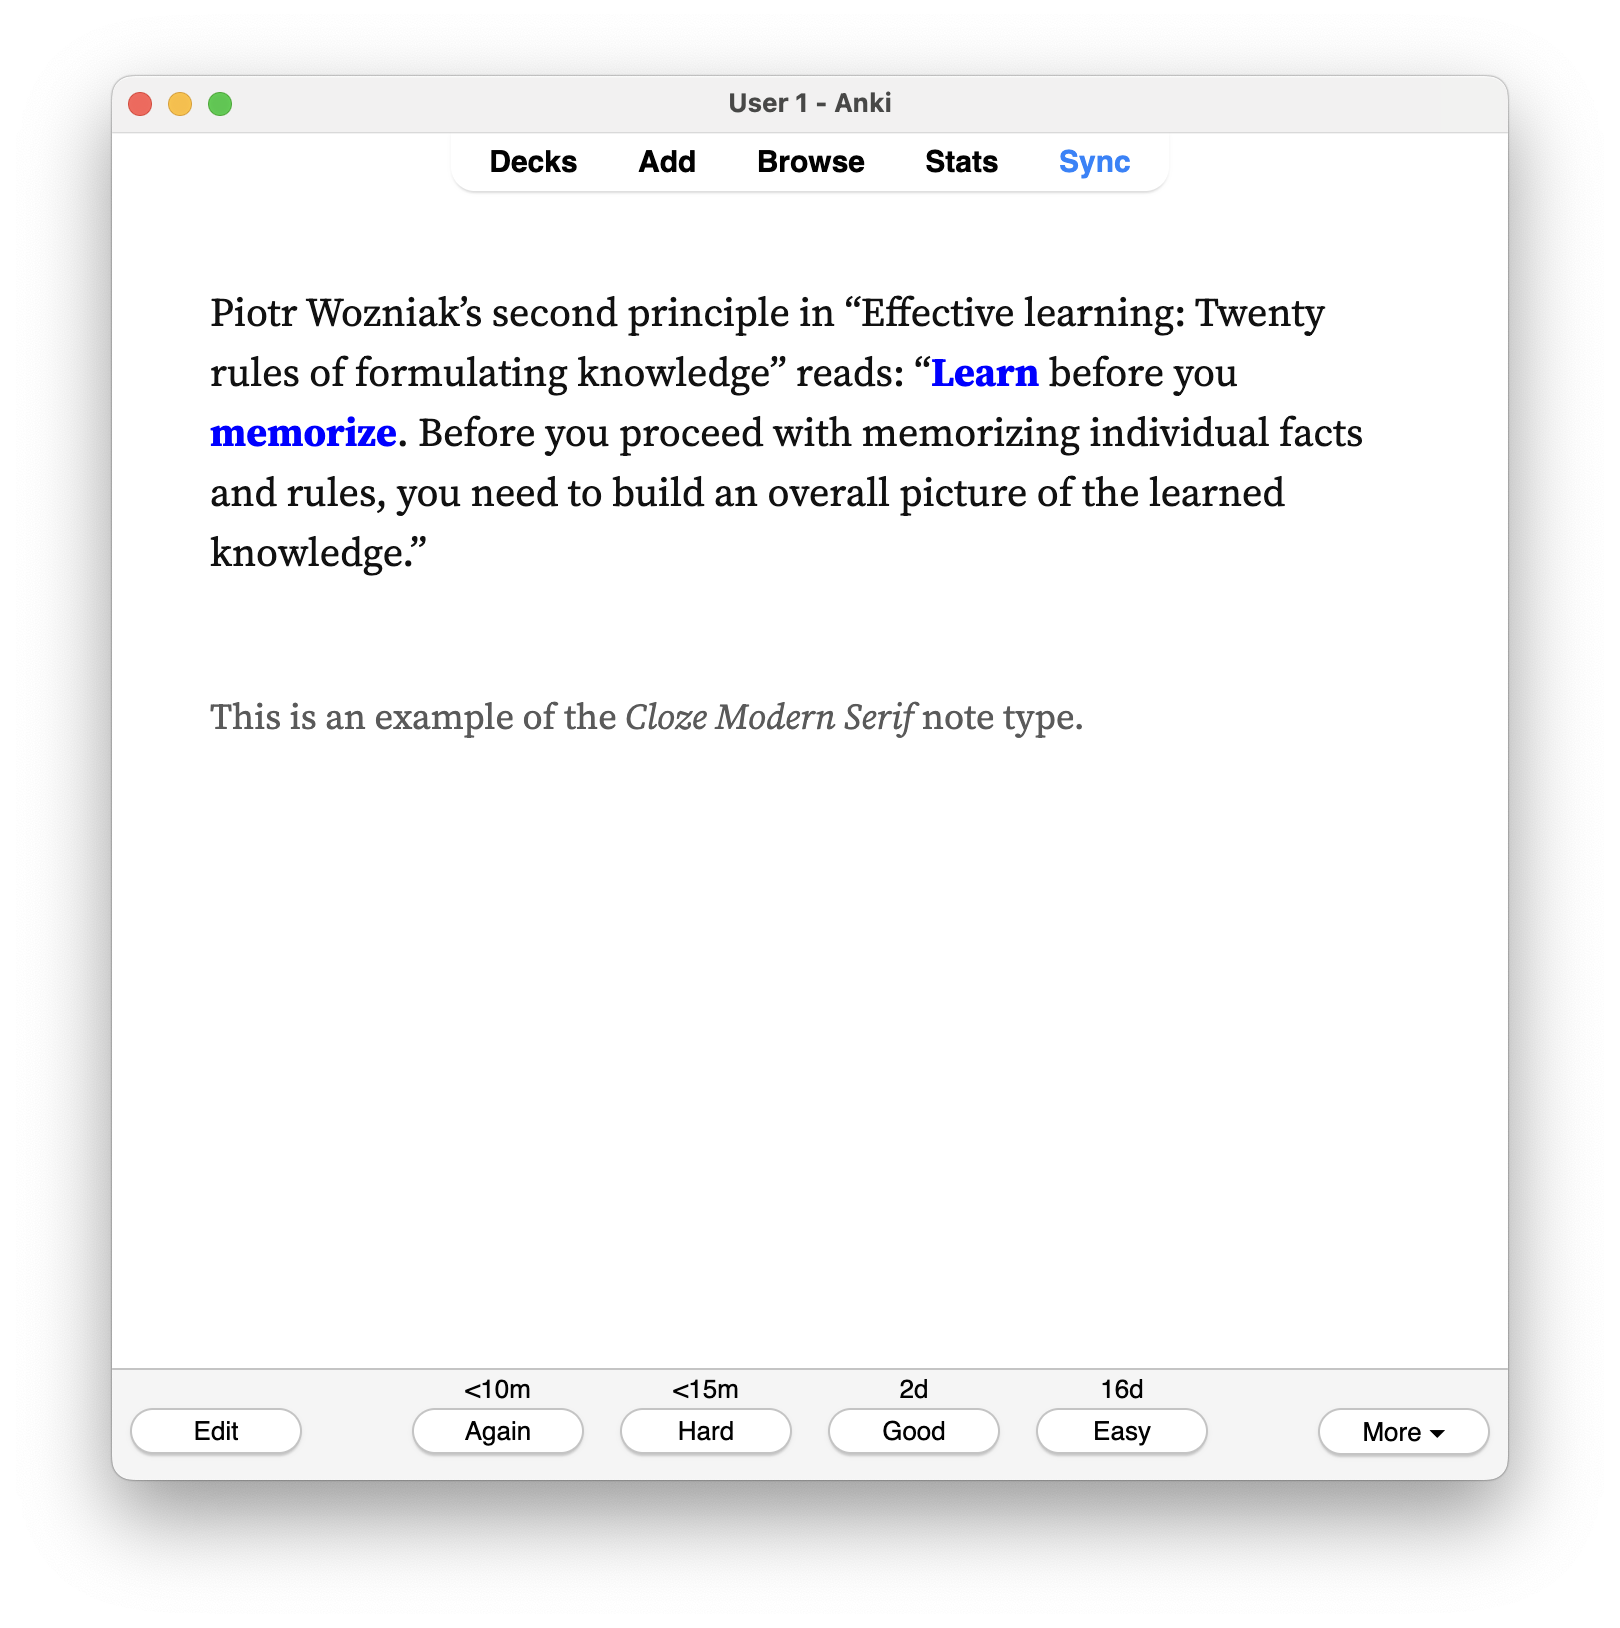 User 1 - Anki
Decks Add Browse Stats Sync
Piotr Wozniak’s second principle in “Effective learning: Twenty
rules of formulating knowledge” reads: “Learn before you
memorize. Before you proceed with memorizing individual facts
and rules, you need to build an overall picture of the learned
knowledge.”
This is an example of the Cloze Modern Serif note type.
<10m <15m 2d 16d
Edit Again Hard Good Easy More